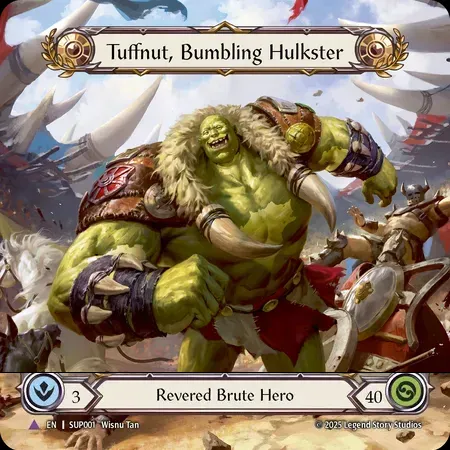 Tuffnut, Bumbling Hulkster
3
Revered Brute Hero
40
EN | SUP001 Wisnu Tan
© 2025 Legend Story Studios